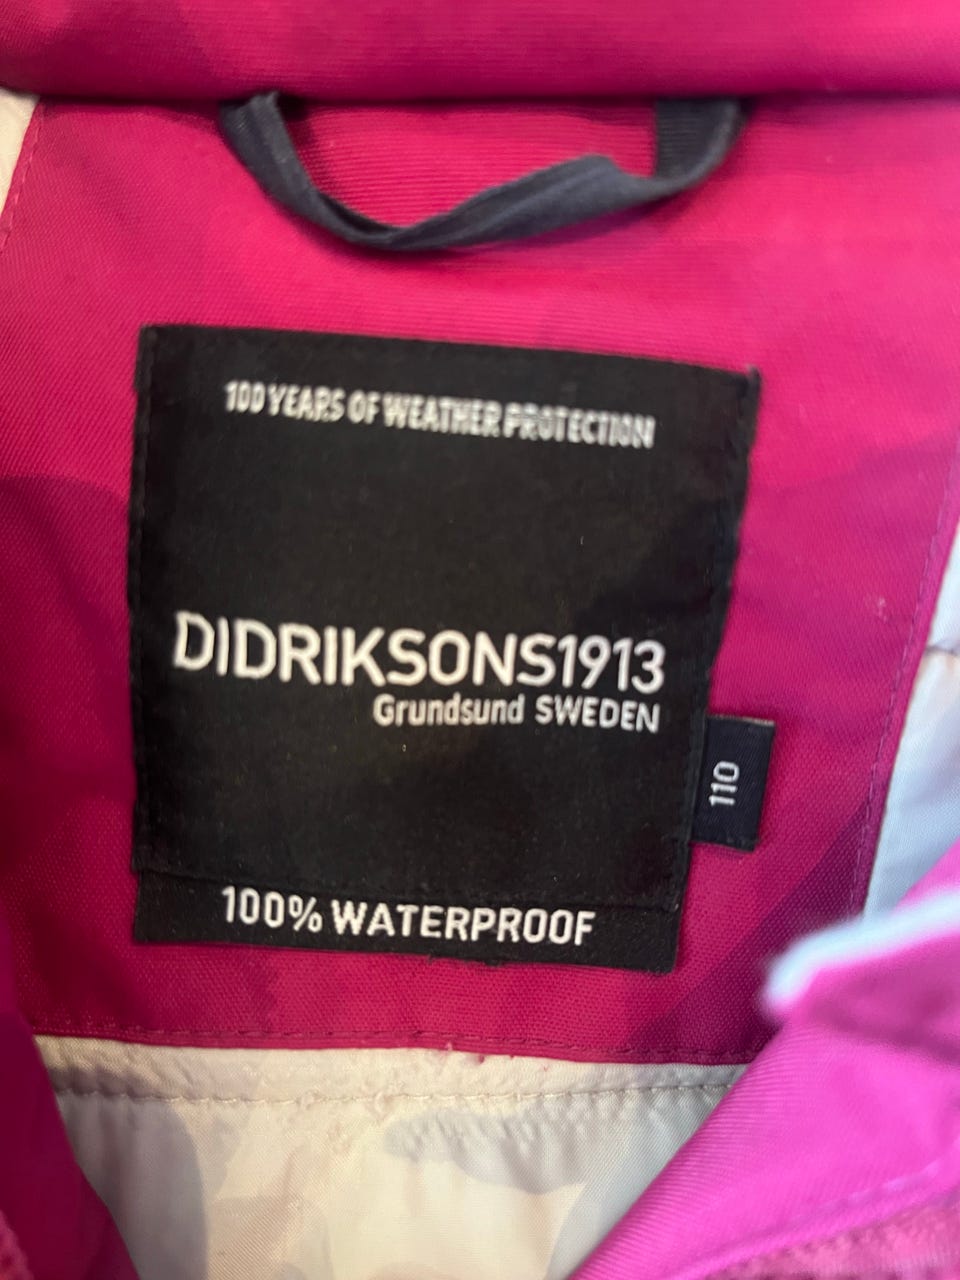 100 YEARS OF WEATHER PROTECTION
DIDRIKSONS1913
Grundsund SWEDEN
110
100% WATERPROOF